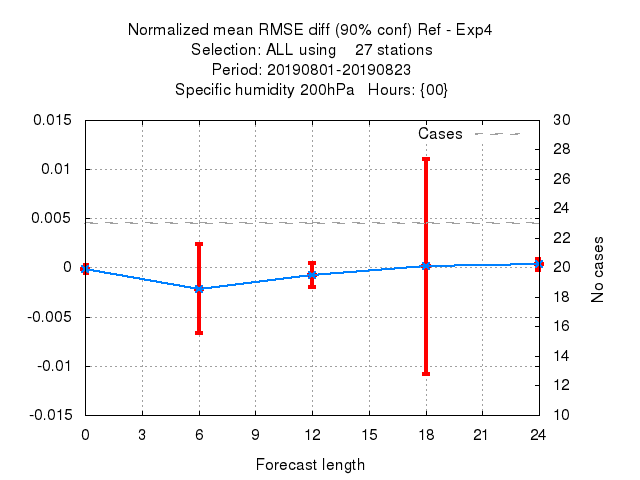 Normalized mean RMSE diff (90% conf) Ref - Exp4
Selection: ALL using 27 stations
Period: 20190801-20190823
Specific humidity 200hPa Hours: {00}
Cases
0.015
0.01
0.005
0
-0.005
-0.01
-0.015
30
28
26
24
22
20
18
16
14
12
10
No cases
0 3 6 9 12 15 18 21 24
Forecast length